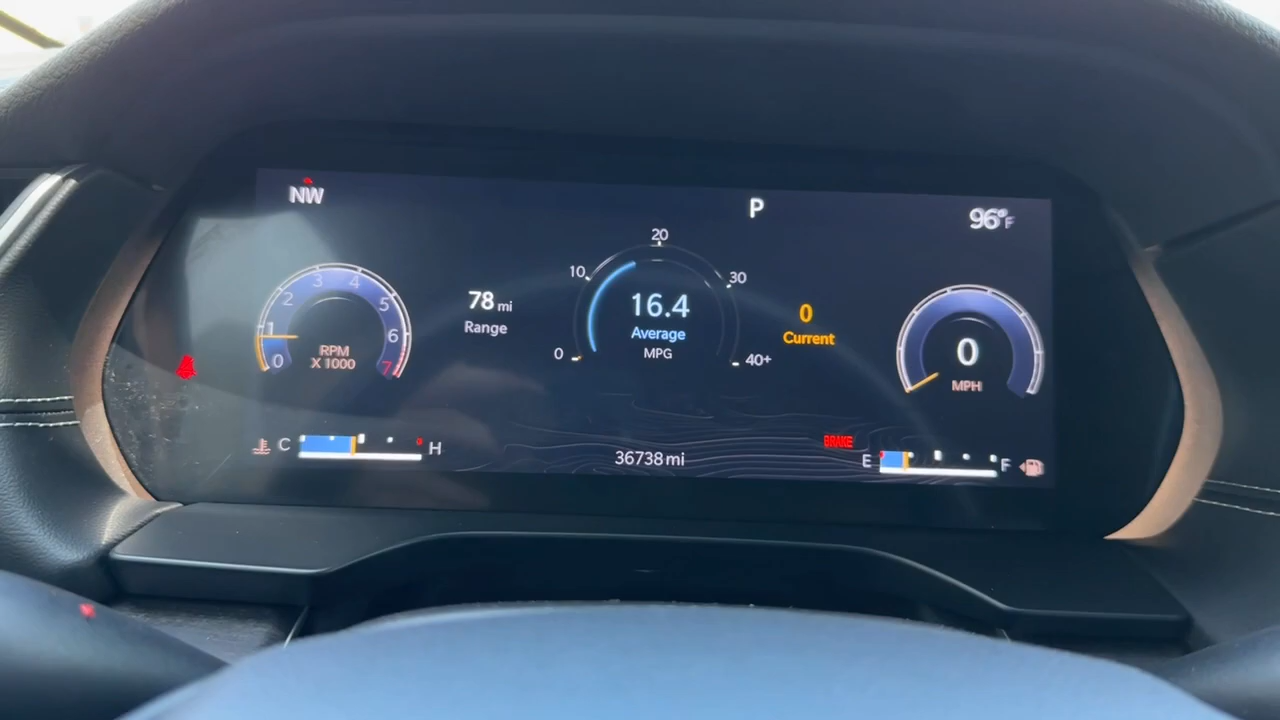 NW
P
96°F
0 1 2 3 4 5 6 7
RPM
X 1000
78 mi
Range
0 10 20 30 40+
16.4
Average
MPG
0
Current
0
MPH
C H
36738 mi
BRAKE
E F